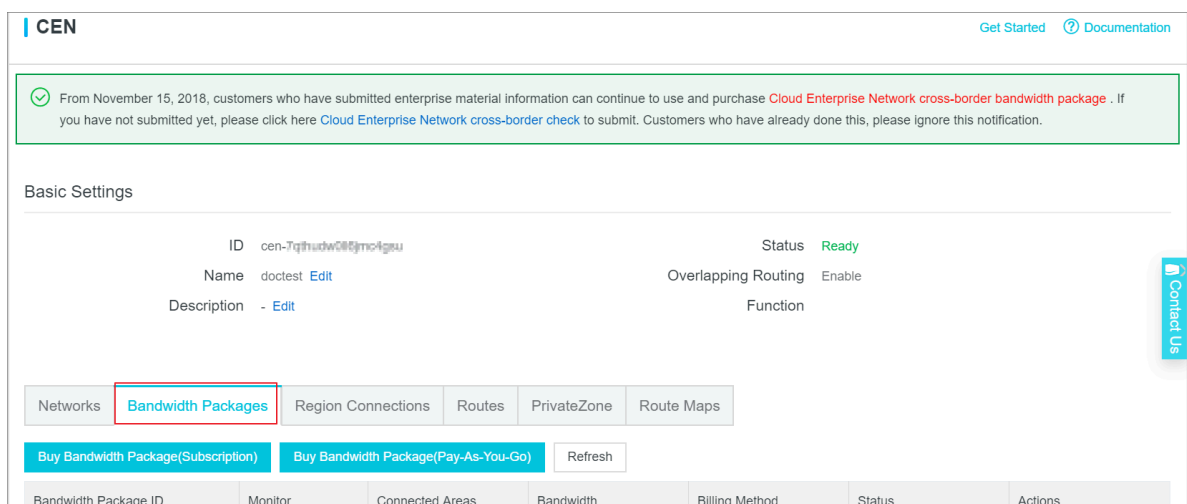 CEN
Get Started Documentation
From November 15, 2018, customers who have submitted enterprise material information can continue to use and purchase Cloud Enterprise Network cross-border bandwidth package . If
you have not submitted yet, please click here Cloud Enterprise Network cross-border check to submit. Customers who have already done this, please ignore this notification.
Basic Settings
ID cen- Status Ready
Name doctest Edit Overlapping Routing Enable
Description - Edit Function
Contact Us
Networks Bandwidth Packages Region Connections Routes PrivateZone Route Maps
Buy Bandwidth Package(Subscription) Buy Bandwidth Package(Pay-As-You-Go) Refresh
Bandwidth Package ID Monitor Connected Areas Bandwidth Billing Method Status Actions